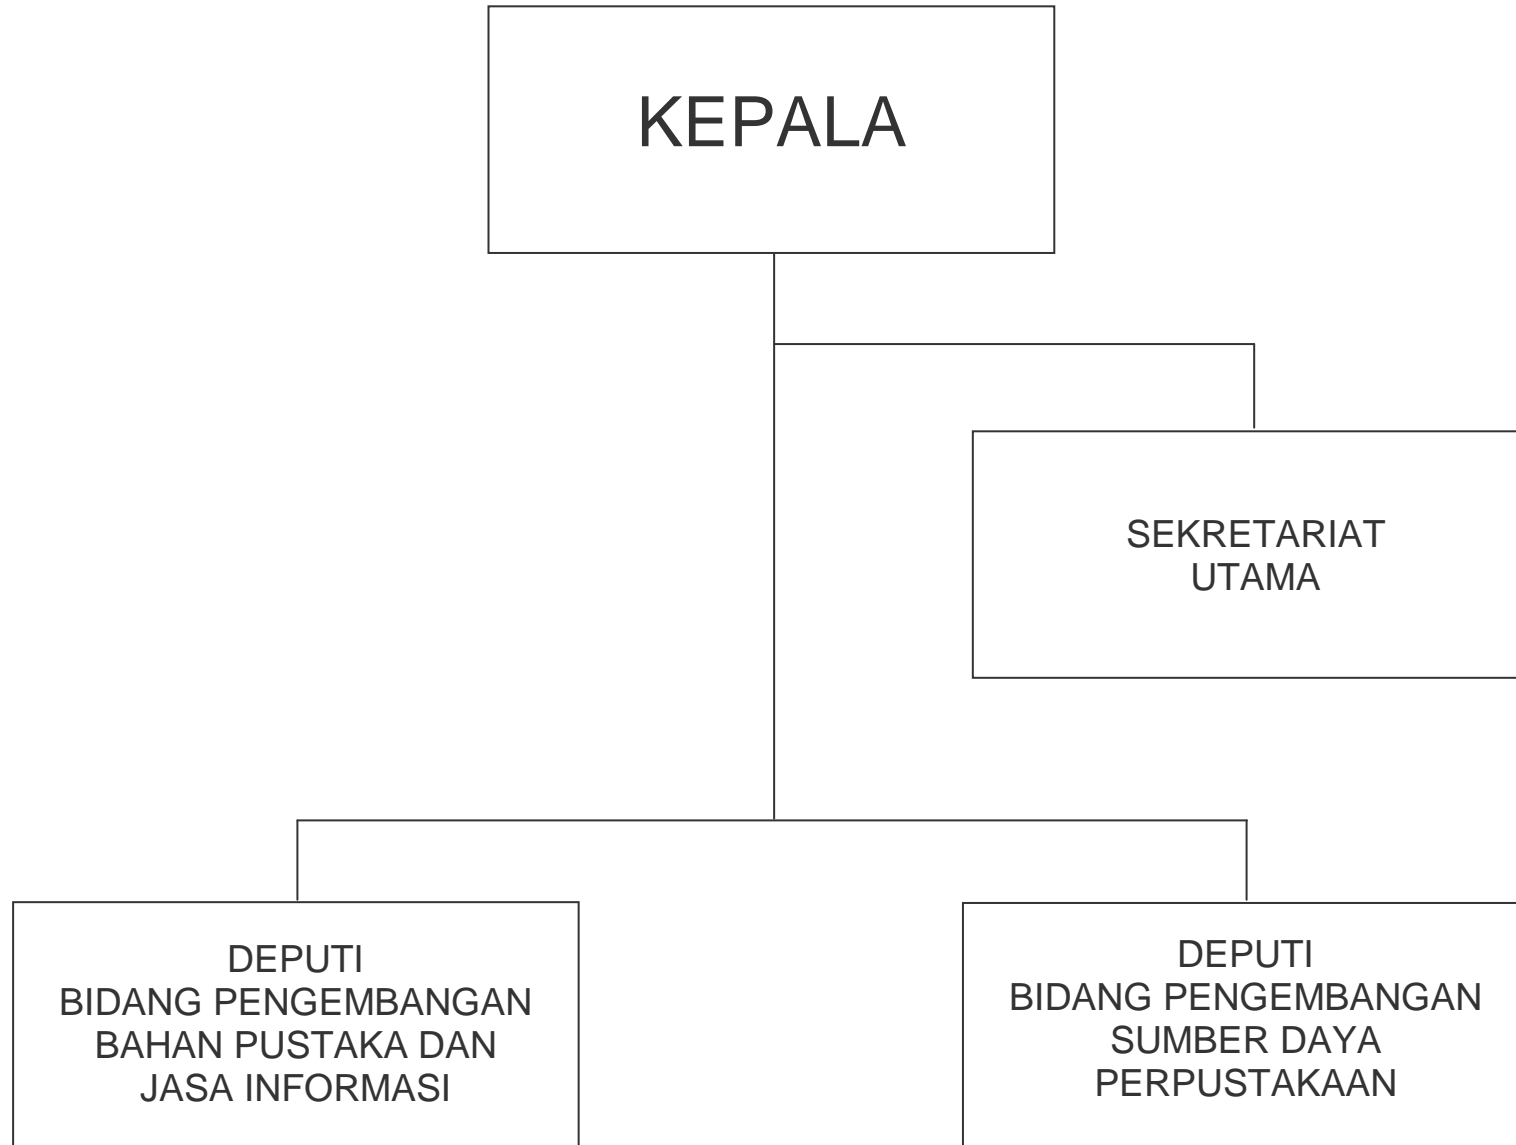 KEPALA
SEKRETARIAT
UTAMA
DEPUTI
BIDANG PENGEMBANGAN
BAHAN PUSTAKA DAN
JASA INFORMASI
DEPUTI
BIDANG PENGEMBANGAN
SUMBER DAYA
PERPUSTAKAAN